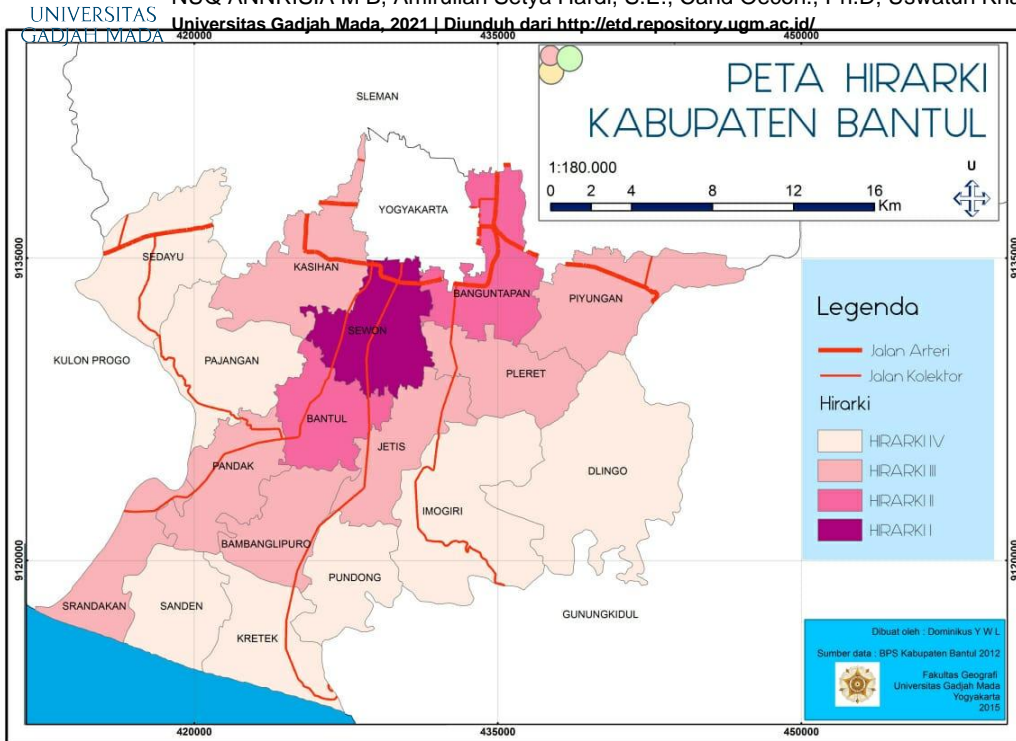 UNIVERSITAS
GADJAH MADA
Universitas Gadjah Mada, 2021 | Diunduh dari http://etd.repository.ugm.ac.id/
420000
435000
450000
PETA HIRARKI
KABUPATEN BANTUL
1:180.000
U
0 2 4 8 12 16
Km
SLEMAN
YOGYAKARTA
9135000
9135000
SEDAYU
KASIHAN
BANGUNTAPAN
PIYUNGAN
SEWON
KULON PROGO
PAJANGAN
PLERET
BANTUL
JETIS
PANDAK
DLINGO
IMOGIRI
BAMBANGLIPURO
PUNDONG
SRANDAKAN
SANDEN
KRETEK
GUNUNGKIDUL
9120000
9120000
Legenda
Jalan Arteri
Jalan Kolektor
Hirarki
HIRARKI IV
HIRARKI III
HIRARKI II
HIRARKI I
Dibuat oleh : Dominikus Y W L
Sumber data : BPS Kabupaten Bantul 2012
Fakultas Geografi
Universitas Gadjah Mada
Yogyakarta
2015
420000
435000
450000